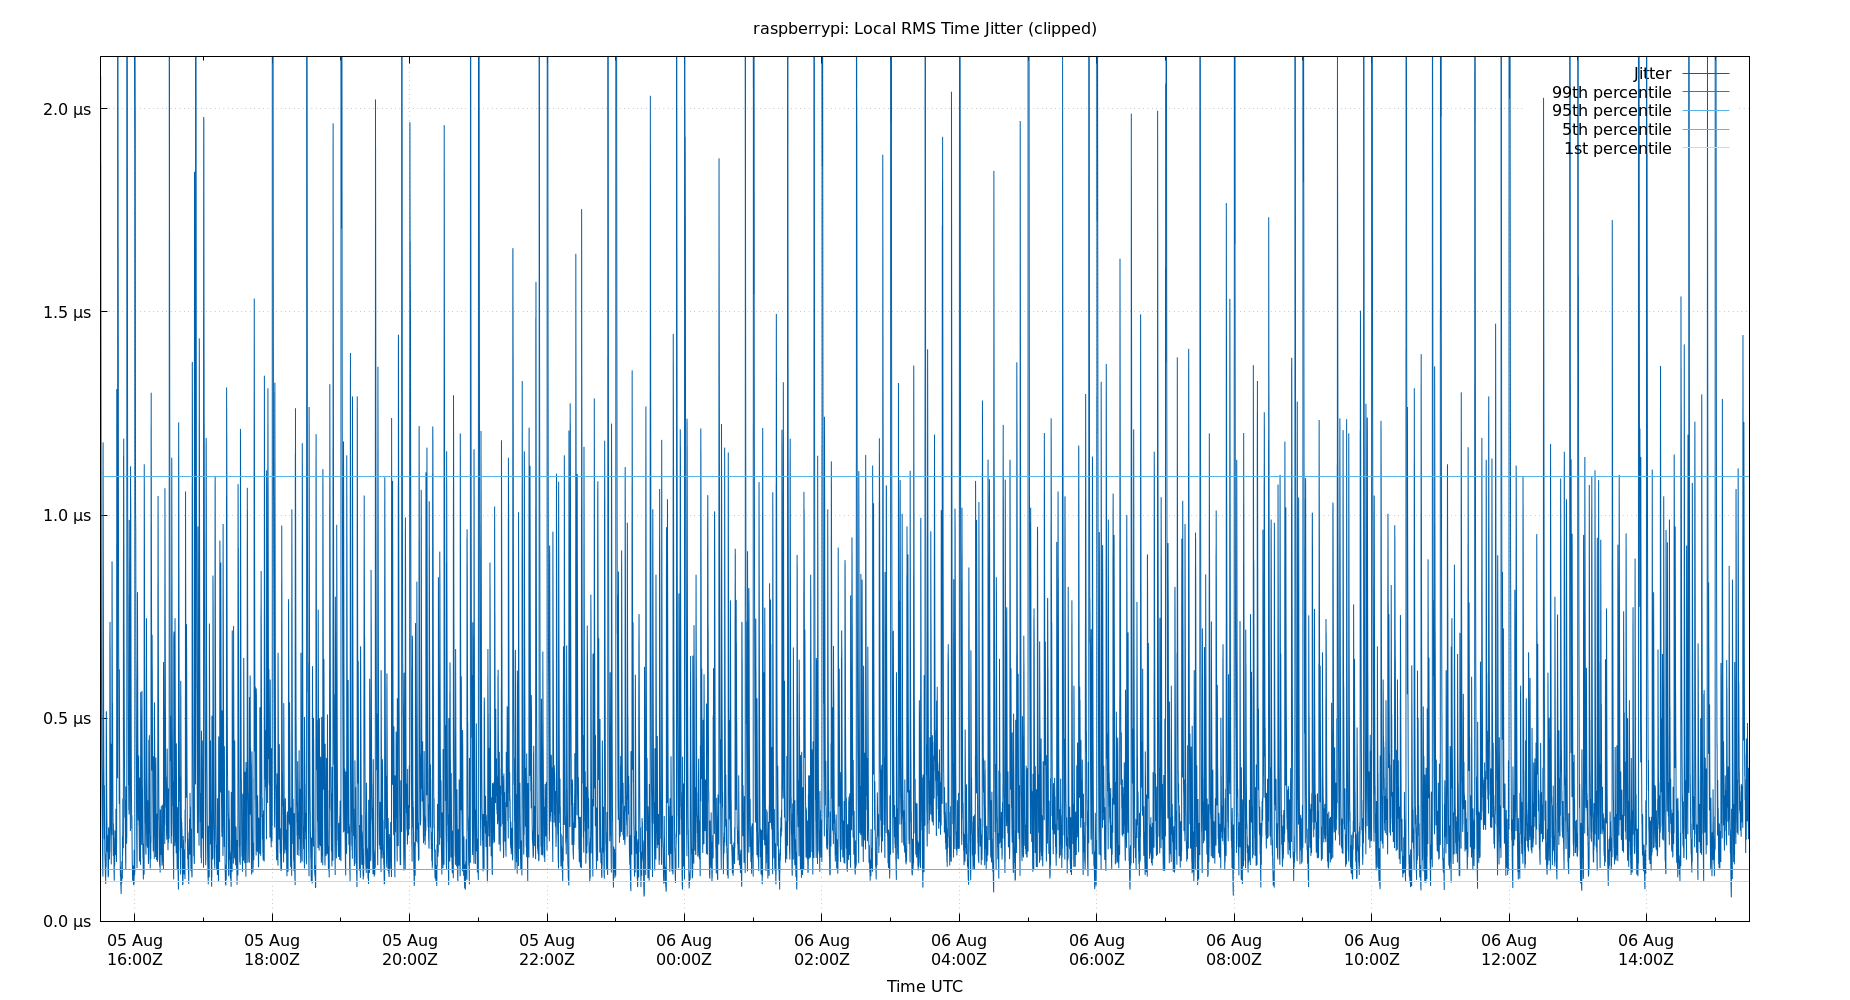 raspberrypi: Local RMS Time Jitter (clipped)
Jitter
99th percentile
95th percentile
5th percentile
1st percentile
2.0 µs
1.5 µs
1.0 µs
0.5 µs
0.0 µs
05 Aug 05 Aug 05 Aug 05 Aug 06 Aug 06 Aug 06 Aug 06 Aug 06 Aug 06 Aug 06 Aug 06 Aug
16:00Z 18:00Z 20:00Z 22:00Z 00:00Z 02:00Z 04:00Z 06:00Z 08:00Z 10:00Z 12:00Z 14:00Z
Time UTC